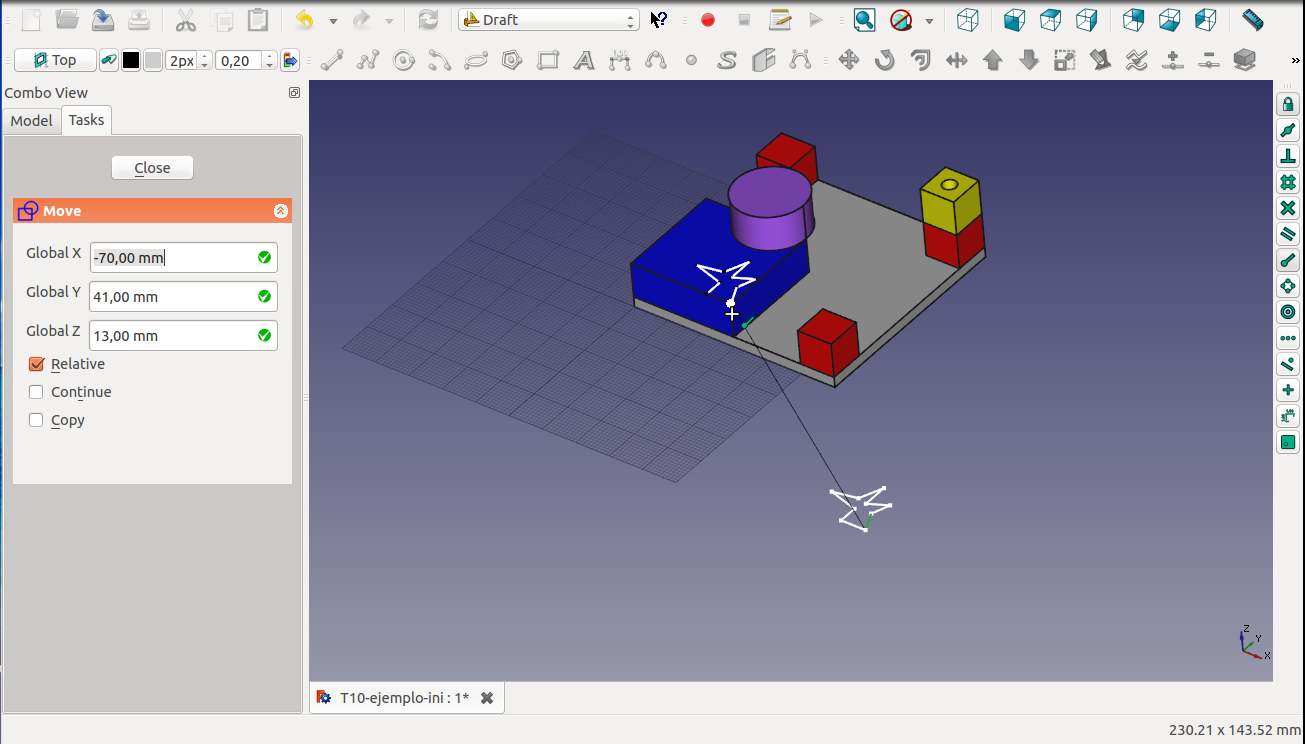 Draft
Top
2px
0,20
»
Combo View
Model
Tasks
Close
Move
Global X
-70,00 mm
Global Y
41,00 mm
Global Z
13,00 mm
Relative
Continue
Copy
Z
Y
X
T10-ejemplo-ini : 1*
230.21 x 143.52 mm